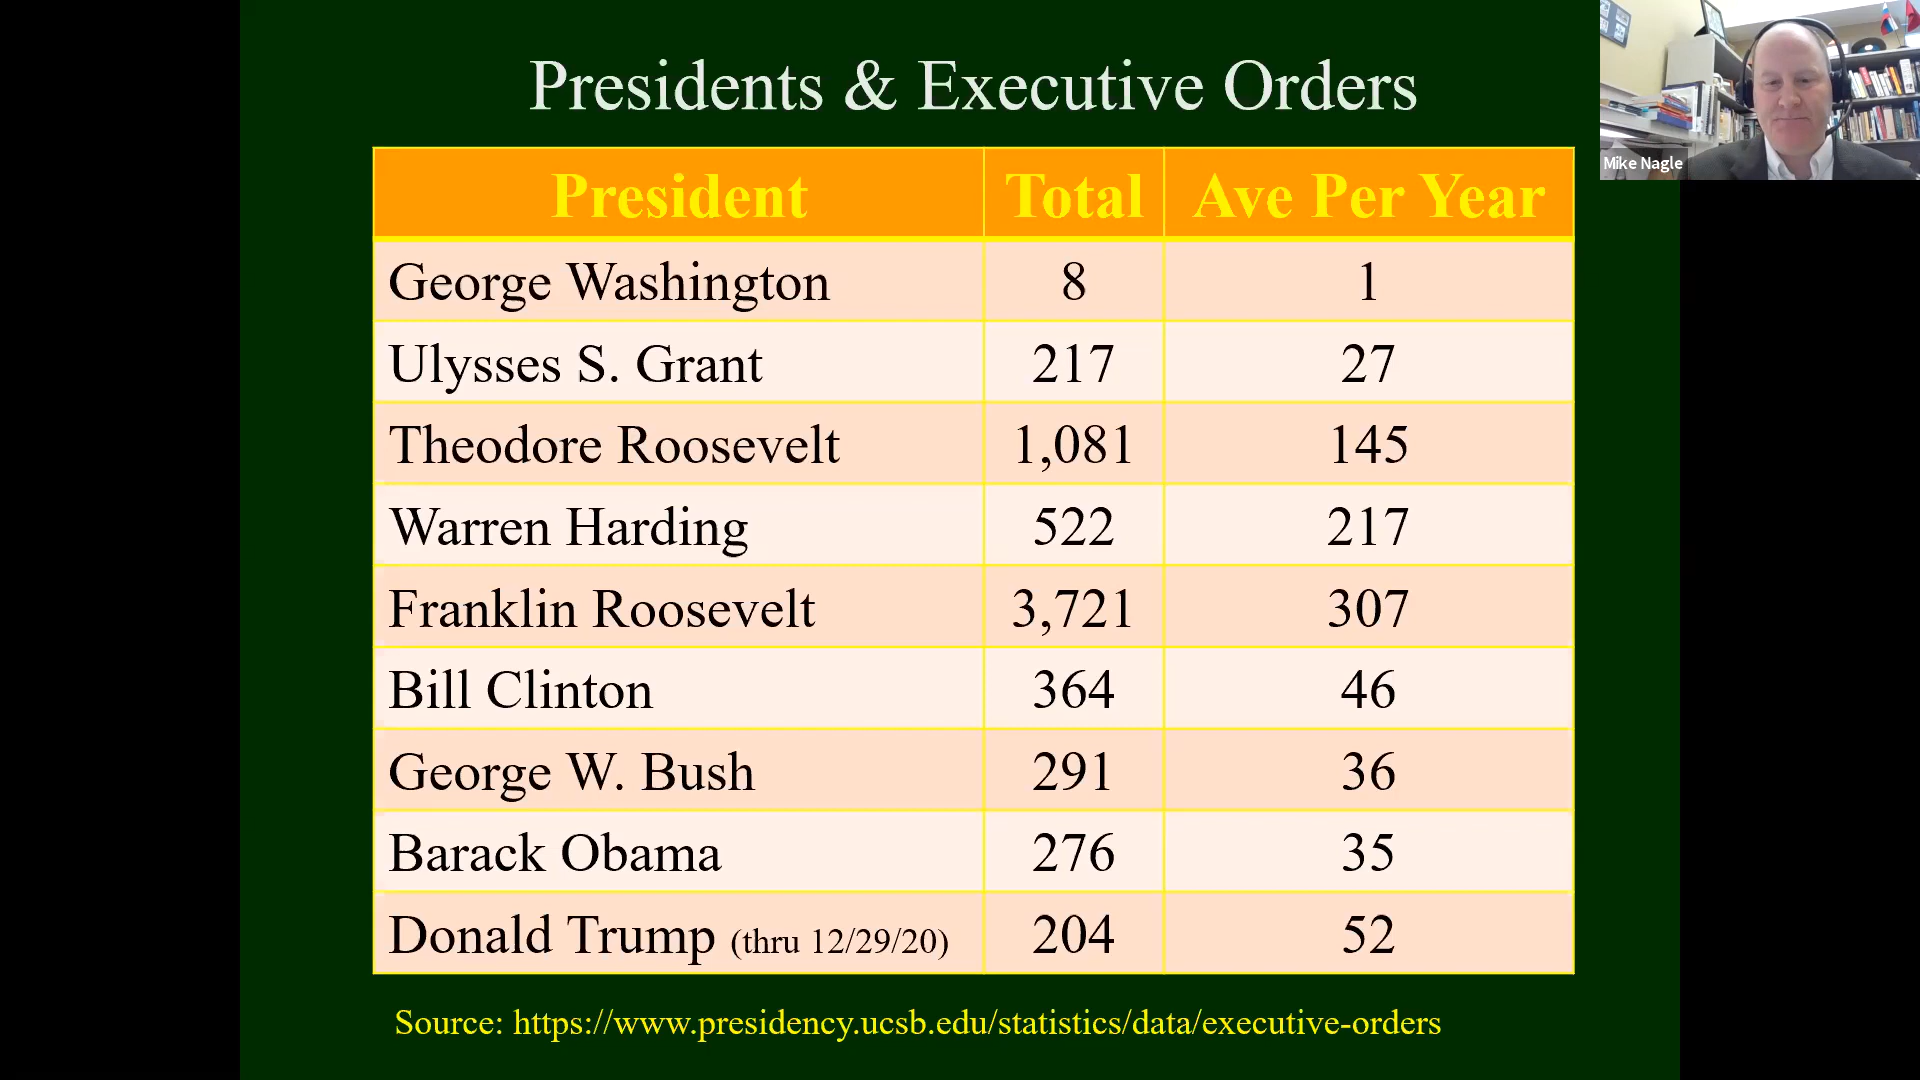 Presidents & Executive Orders
Mike Nagle
President Total Ave Per Year
George Washington 8 1
Ulysses S. Grant 217 27
Theodore Roosevelt 1,081 145
Warren Harding 522 217
Franklin Roosevelt 3,721 307
Bill Clinton 364 46
George W. Bush 291 36
Barack Obama 276 35
Donald Trump (thru 12/29/20) 204 52
Source: https://www.presidency.ucsb.edu/statistics/data/executive-orders